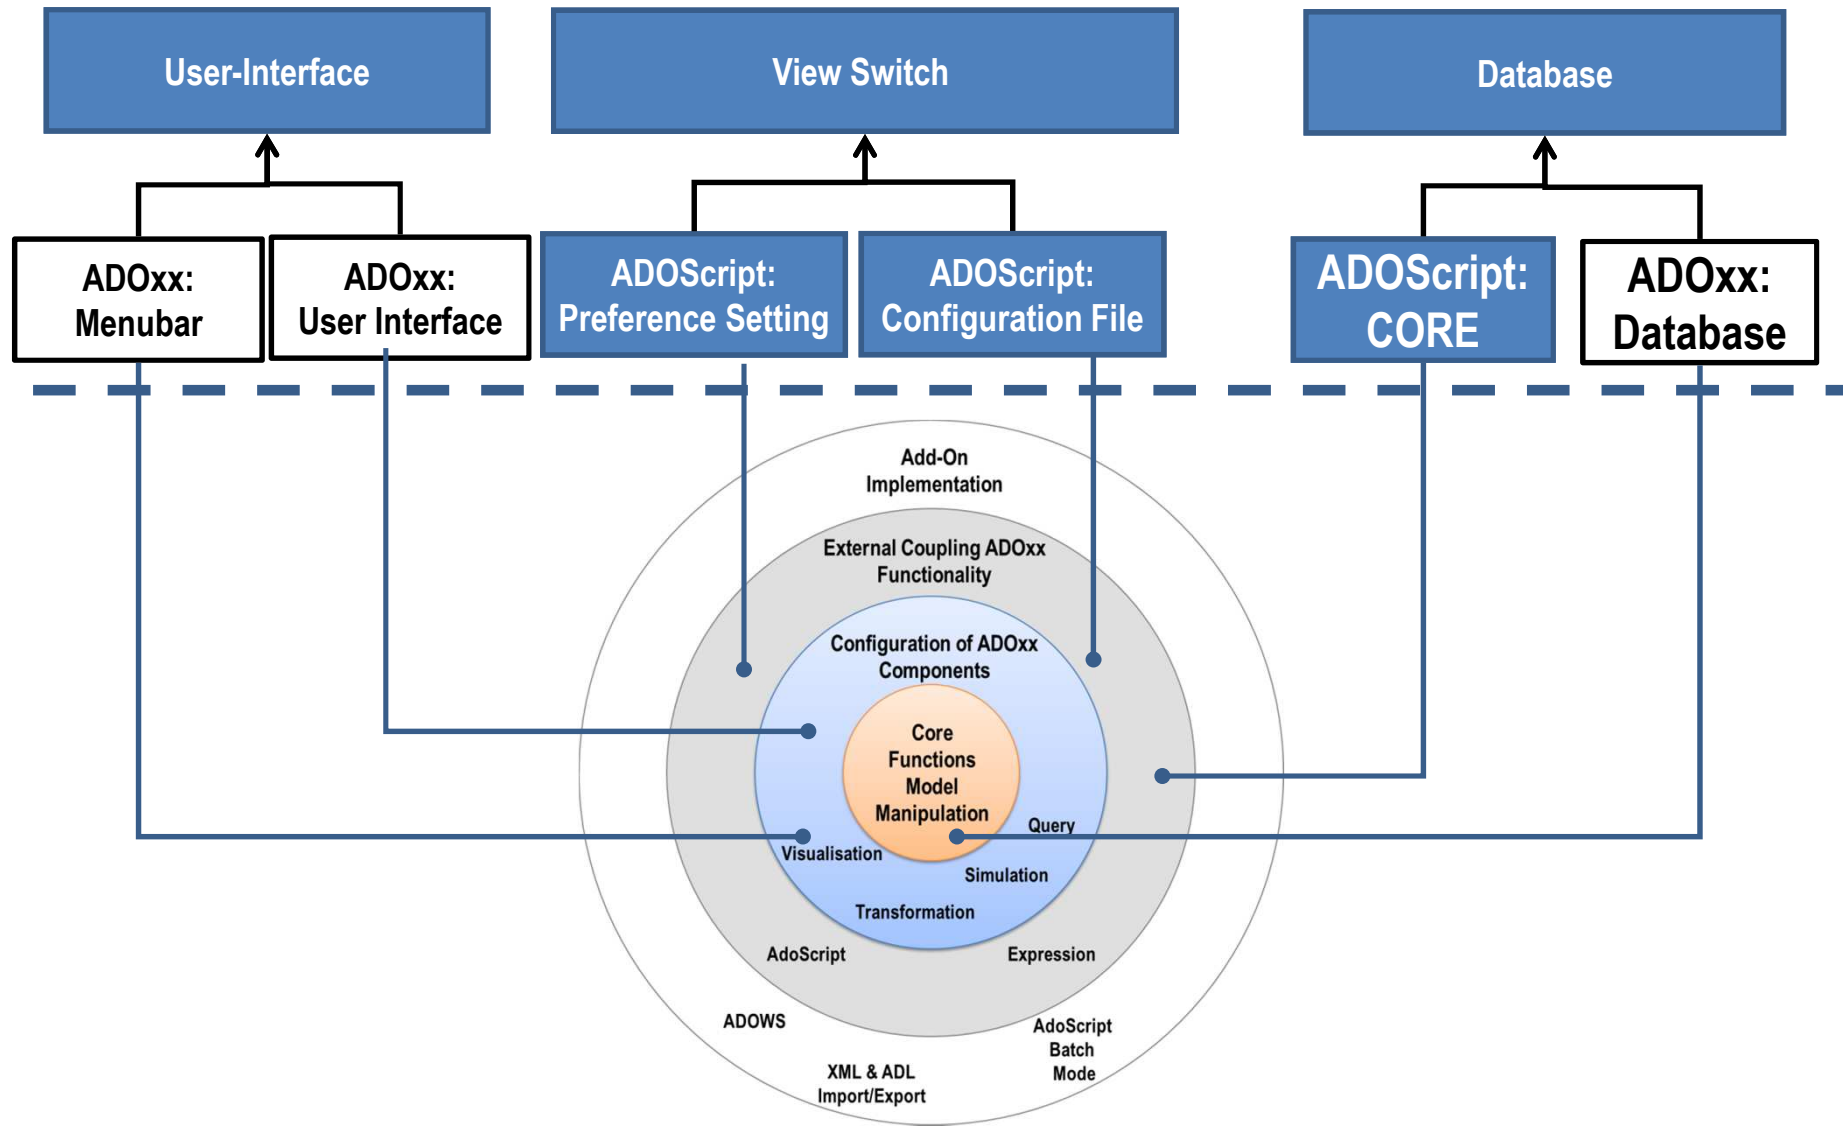 User-Interface
View Switch
Database
ADOxx:
Menubar
ADOxx:
User Interface
ADOScript:
Preference Setting
ADOScript:
Configuration File
ADOScript:
CORE
ADOxx:
Database
Add-On
Implementation
External Coupling ADOxx
Functionality
Configuration of ADOxx
Components
Core
Functions
Model
Manipulation
Query
Visualisation
Simulation
Transformation
AdoScript
Expression
ADOWS
AdoScript
Batch
Mode
XML & ADL
Import/Export